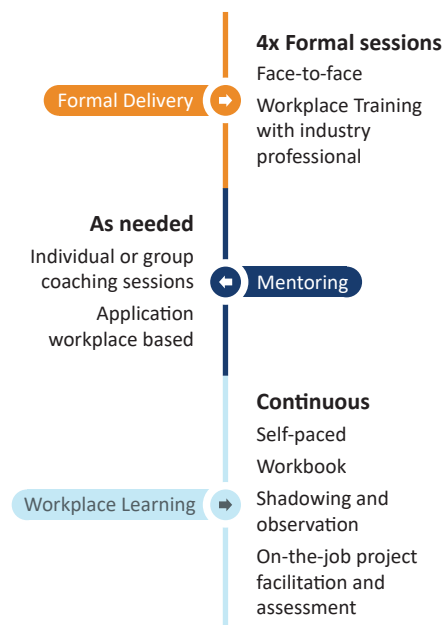 4x Formal sessions
Face-to-face
Formal Delivery
Workplace Training
with industry
professional
As needed
Individual or group
coaching sessions
Mentoring
Application
workplace based
Continuous
Self-paced
Workbook
Workplace Learning
Shadowing and
observation
On-the-job project
facilitation and
assessment